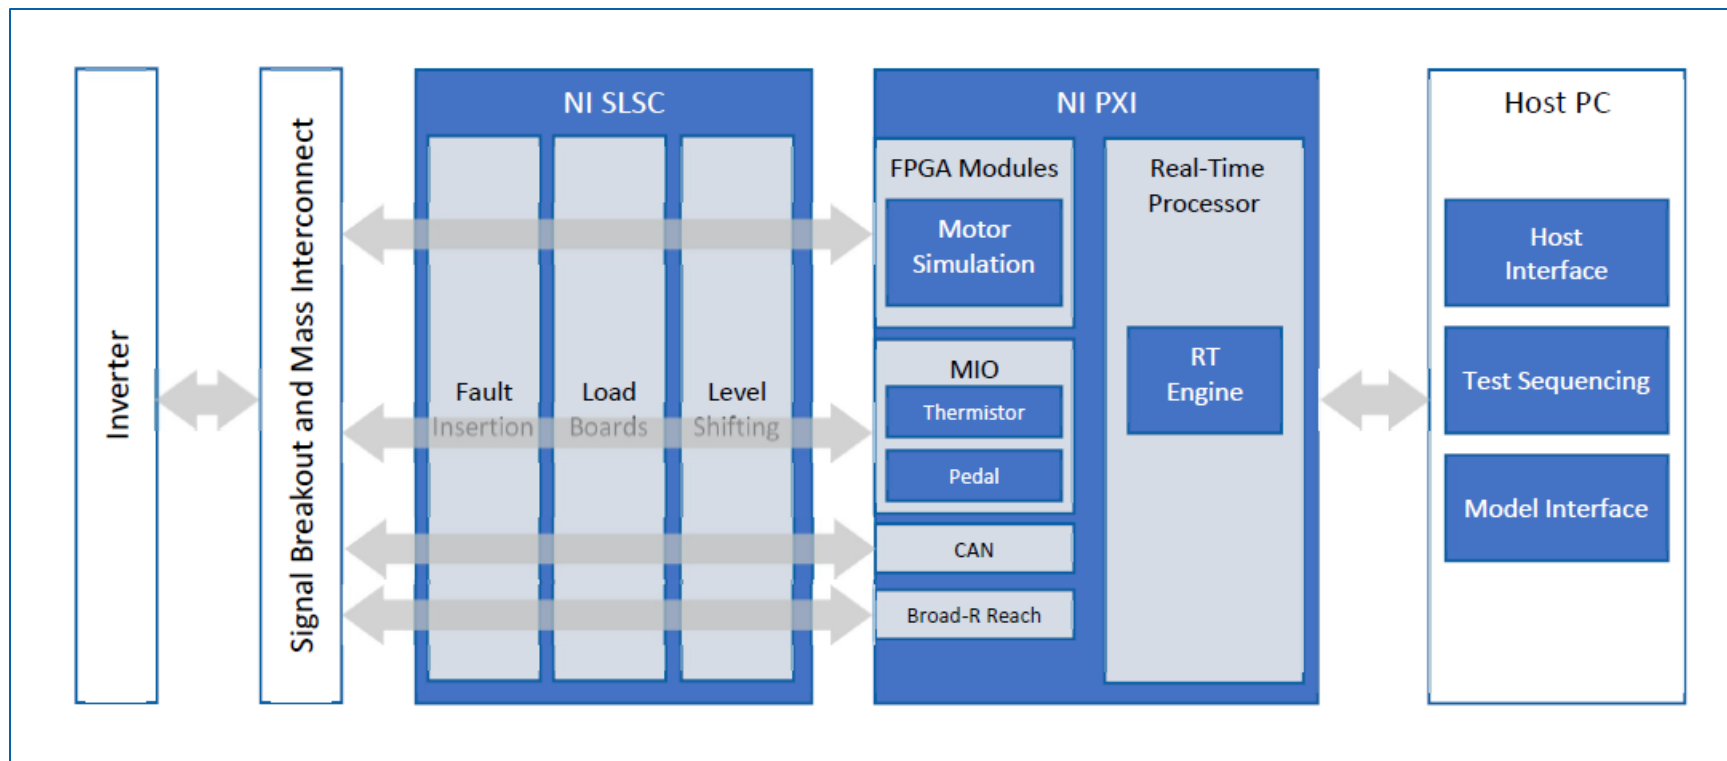 Inverter
Signal Breakout and Mass Interconnect
NI SLSC
Fault
Insertion
Load
Boards
Level
Shifting
NI PXI
FPGA Modules
Motor
Simulation
MIO
Thermistor
Pedal
CAN
Broad-R Reach
Real-Time
Processor
RT
Engine
Host PC
Host
Interface
Test Sequencing
Model Interface